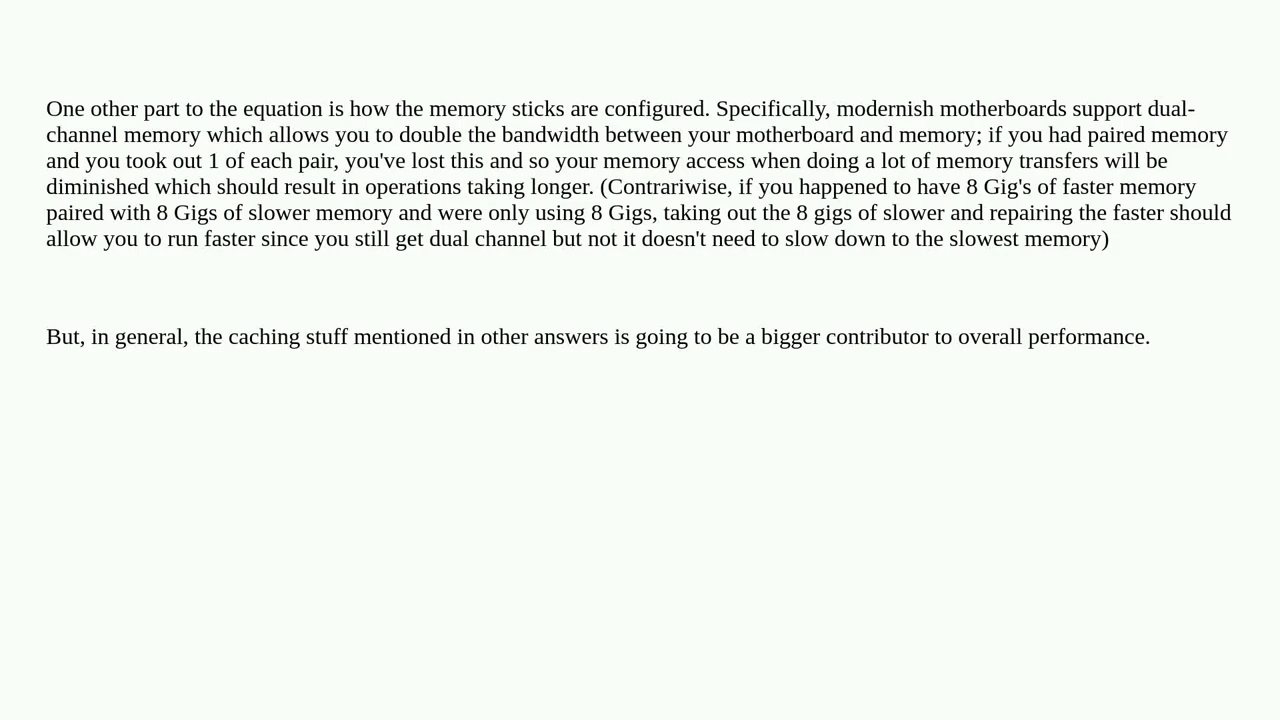 One other part to the equation is how the memory sticks are configured. Specifically, modernish motherboards support dual-
channel memory which allows you to double the bandwidth between your motherboard and memory; if you had paired memory
and you took out 1 of each pair, you've lost this and so your memory access when doing a lot of memory transfers will be
diminished which should result in operations taking longer. (Contrariwise, if you happened to have 8 Gig's of faster memory
paired with 8 Gigs of slower memory and were only using 8 Gigs, taking out the 8 gigs of slower and repairing the faster should
allow you to run faster since you still get dual channel but not it doesn't need to slow down to the slowest memory)
But, in general, the caching stuff mentioned in other answers is going to be a bigger contributor to overall performance.